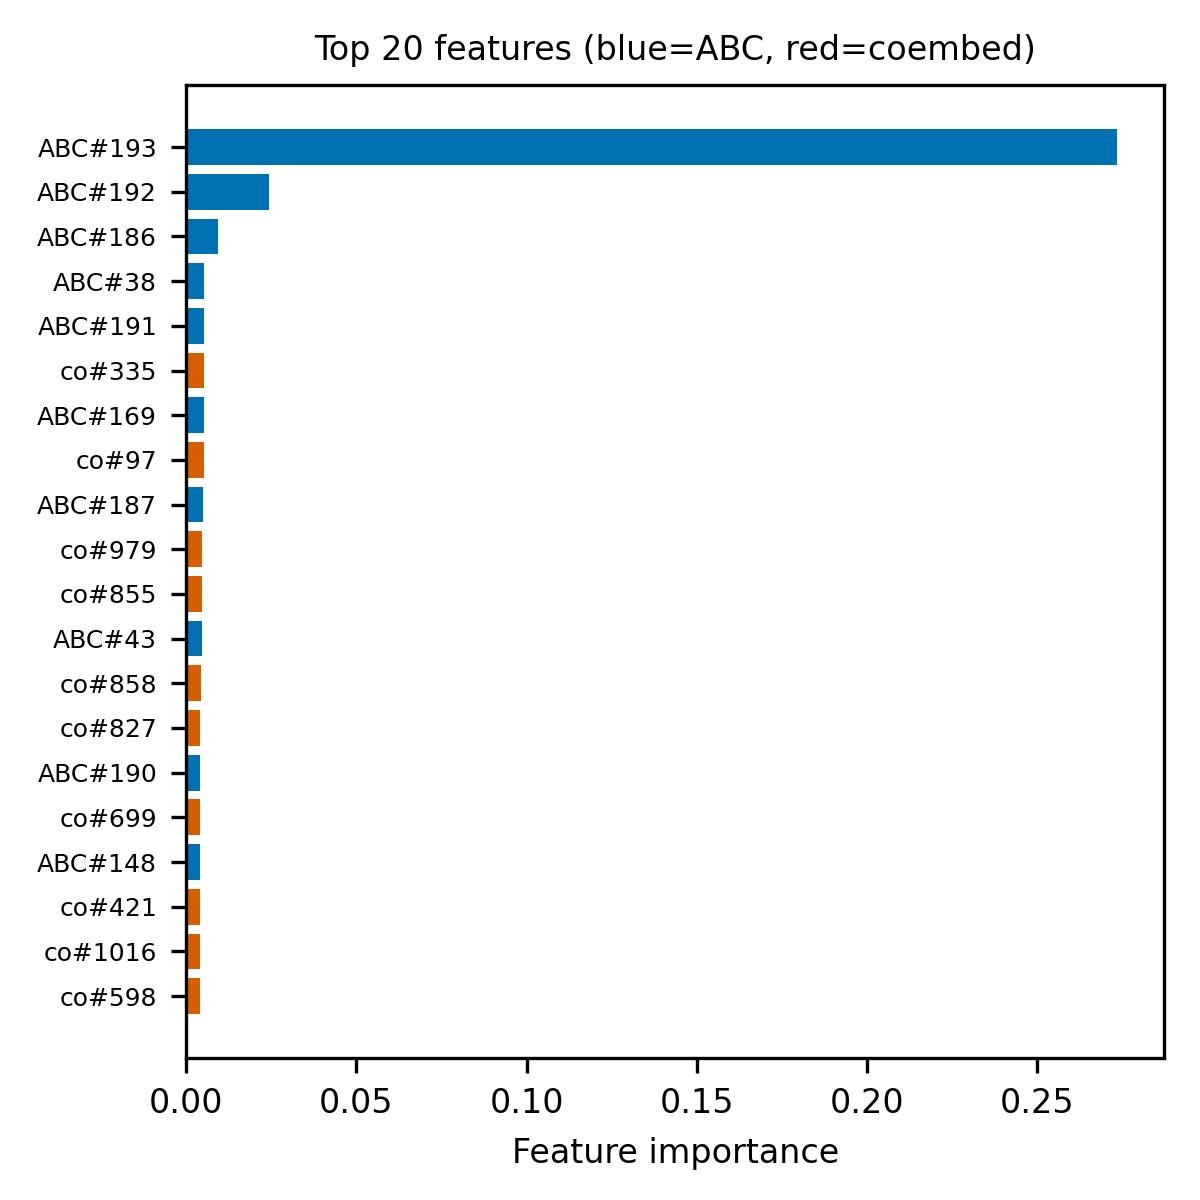 Top 20 features (blue=ABC, red=coembed)
ABC#193
ABC#192
ABC#186
ABC#38
ABC#191
co#335
ABC#169
co#97
ABC#187
co#979
co#855
ABC#43
co#858
co#827
ABC#190
co#699
ABC#148
co#421
co#1016
co#598
0.00 0.05 0.10 0.15 0.20 0.25
Feature importance